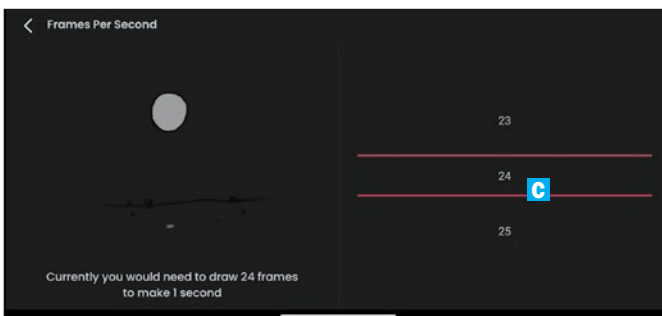 Frames Per Second
23
24
C
25
Currently you would need to draw 24 frames
to make 1 second